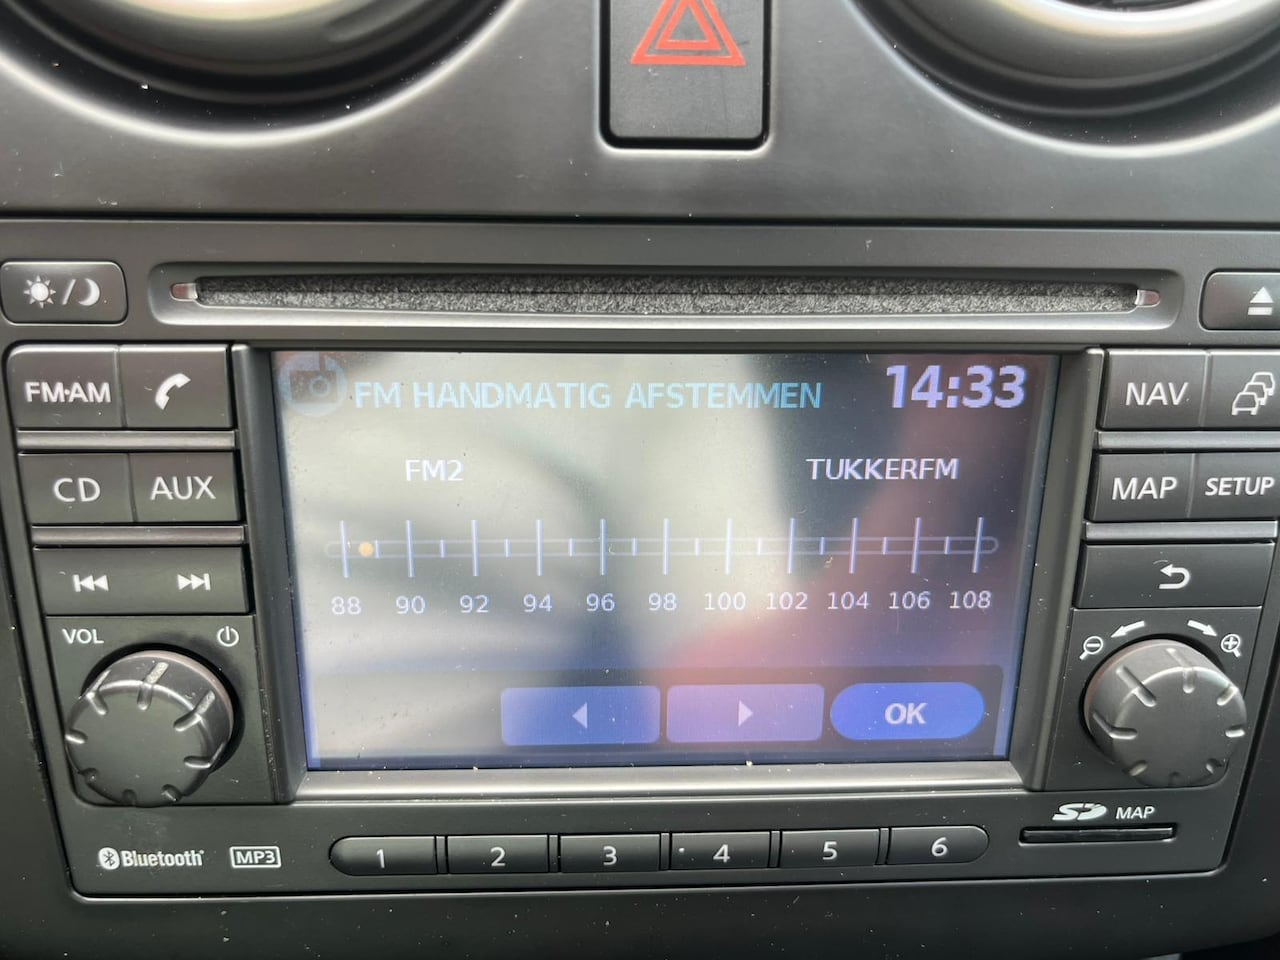 FM HANDMATIG AFSTEMMEN 14:33
FM·AM
NAV
FM2 TUKKERFM
CD AUX
MAP SETUP
88 90 92 94 96 98 100 102 104 106 108
VOL
OK
SD MAP
Bluetooth® MP3 1 2 3 4 5 6